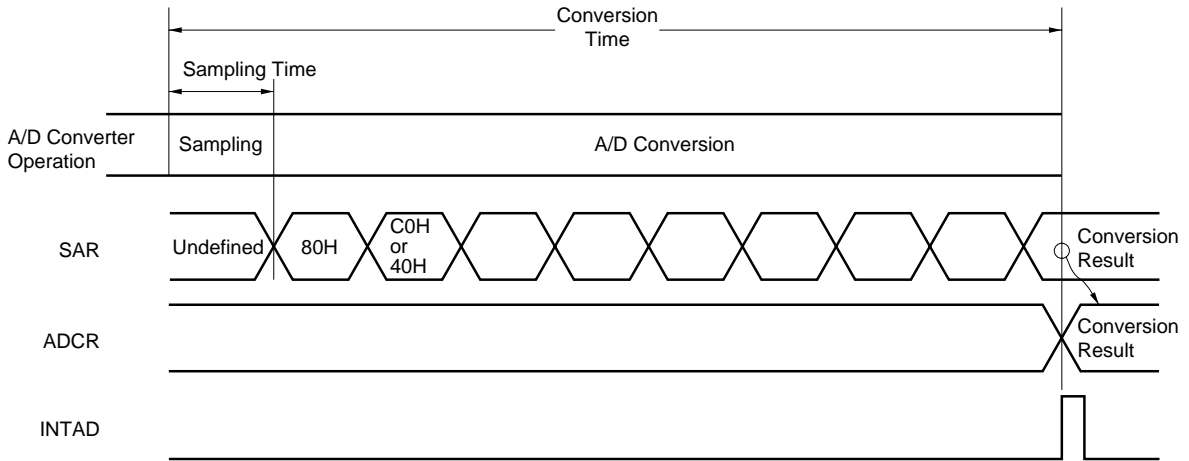 Conversion
Time
Sampling Time
A/D Converter
Operation
Sampling
A/D Conversion
SAR
Undefined
80H
C0H
or
40H
Conversion
Result
ADCR
Conversion
Result
INTAD